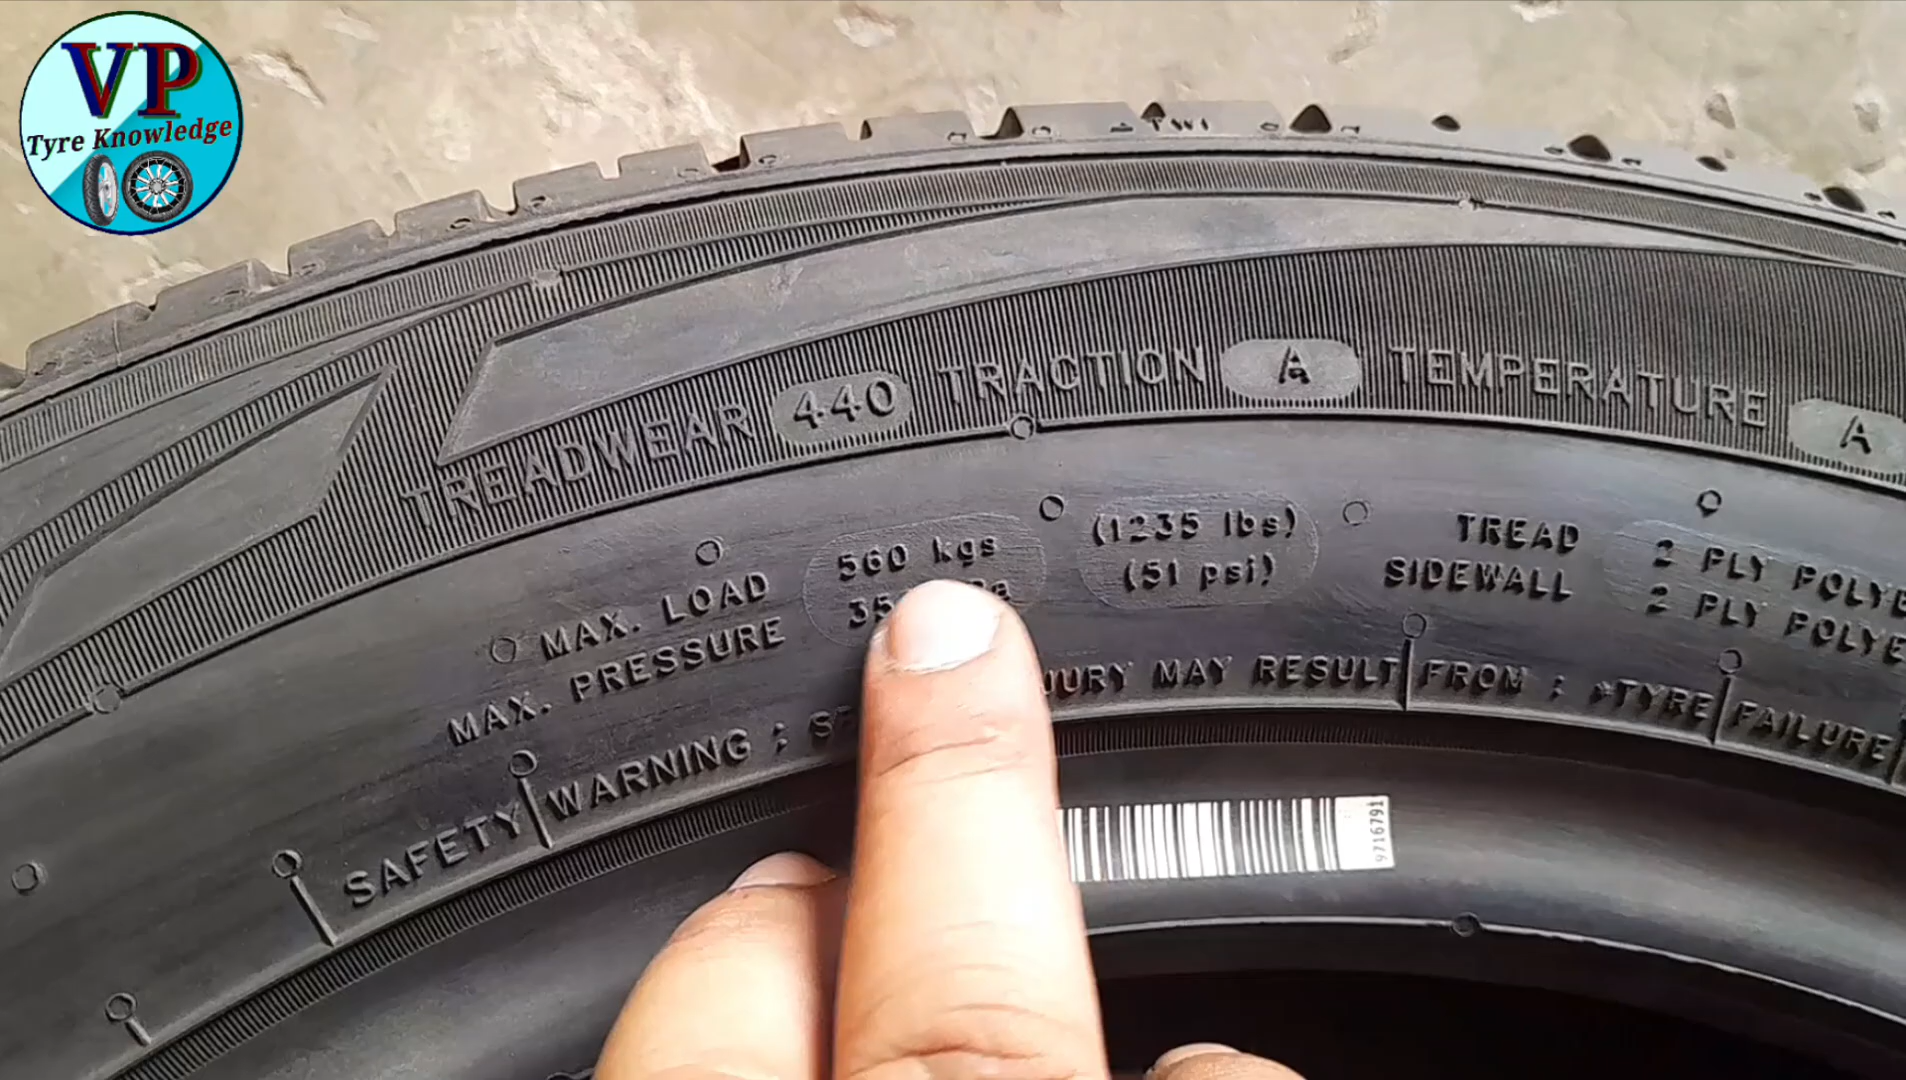 VP
Tyre Knowledge
TWI
TREADWEAR 440 TRACTION A TEMPERATURE A
MAX. LOAD 560 kgs (1235 lbs)
MAX. PRESSURE (51 psi)
TREAD 2 PLY
SIDEWALL 2 PLY
SAFETY WARNING : MAY RESULT FROM : *TYRE FAILURE
9716791